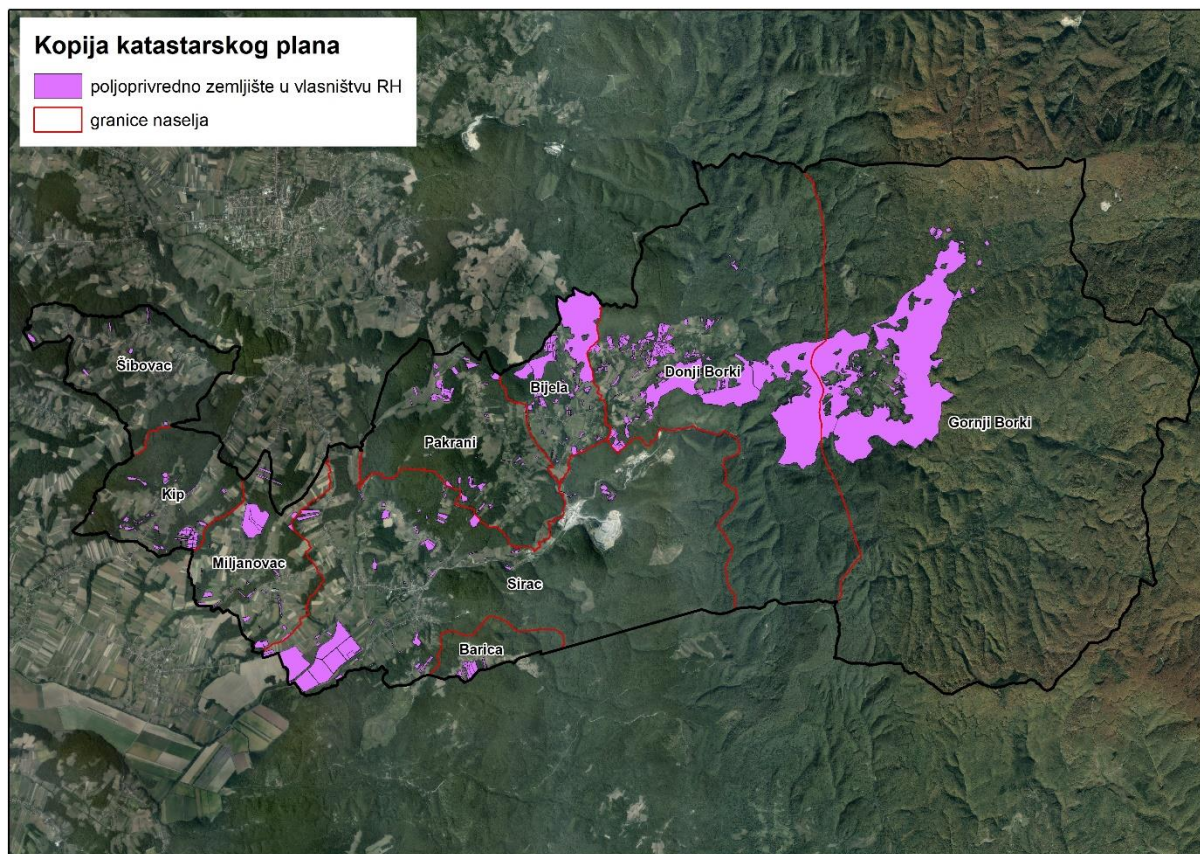 Kopija katastarskog plana
poljoprivredno zemljište u vlasništvu RH
granice naselja
Šibovac
Bijela
Donji Borki
Gornji Borki
Pakrani
Kip
Miljanovac
Sirac
Barica